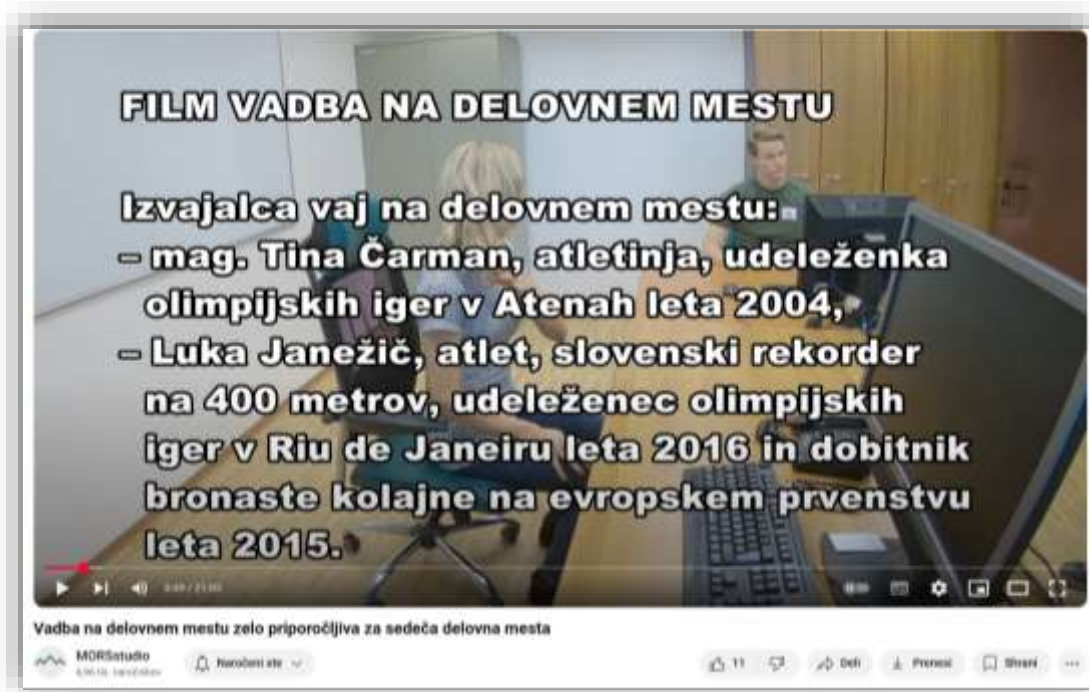 FILM VADBA NA DELOVNEM MESTU
Izvajalca vaj na delovnem mestu:
– mag. Tina Čarman, atletinja, udeleženka
olimpijskih iger v Atenah leta 2004,
– Luka Janežič, atlet, slovenski rekorder
na 400 metrov, udeleženec olimpijskih
iger v Riu de Janeiru leta 2016 in dobitnik
bronaste kolajne na evropskem prvenstvu
leta 2015.
Vadba na delovnem mestu zelo priporočljiva za sedeča delovna mesta
MORSstudio
Naročeni ste
11
Deli
Prenesi
Shrani